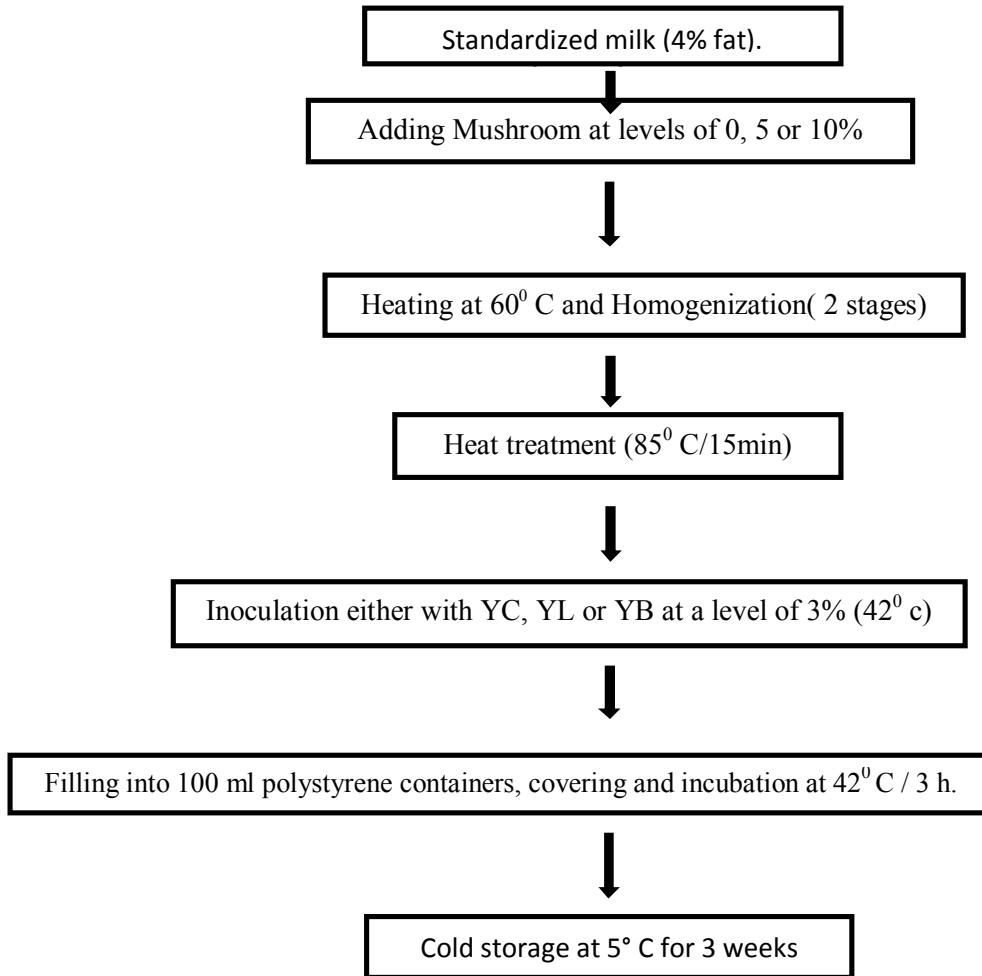 Standardized milk (4% fat).
Adding Mushroom at levels of 0, 5 or 10%
Heating at 60⁰ C and Homogenization( 2 stages)
Heat treatment (85⁰ C/15min)
Inoculation either with YC, YL or YB at a level of 3% (42⁰ c)
Filling into 100 ml polystyrene containers, covering and incubation at 42⁰ C / 3 h.
Cold storage at 5° C for 3 weeks